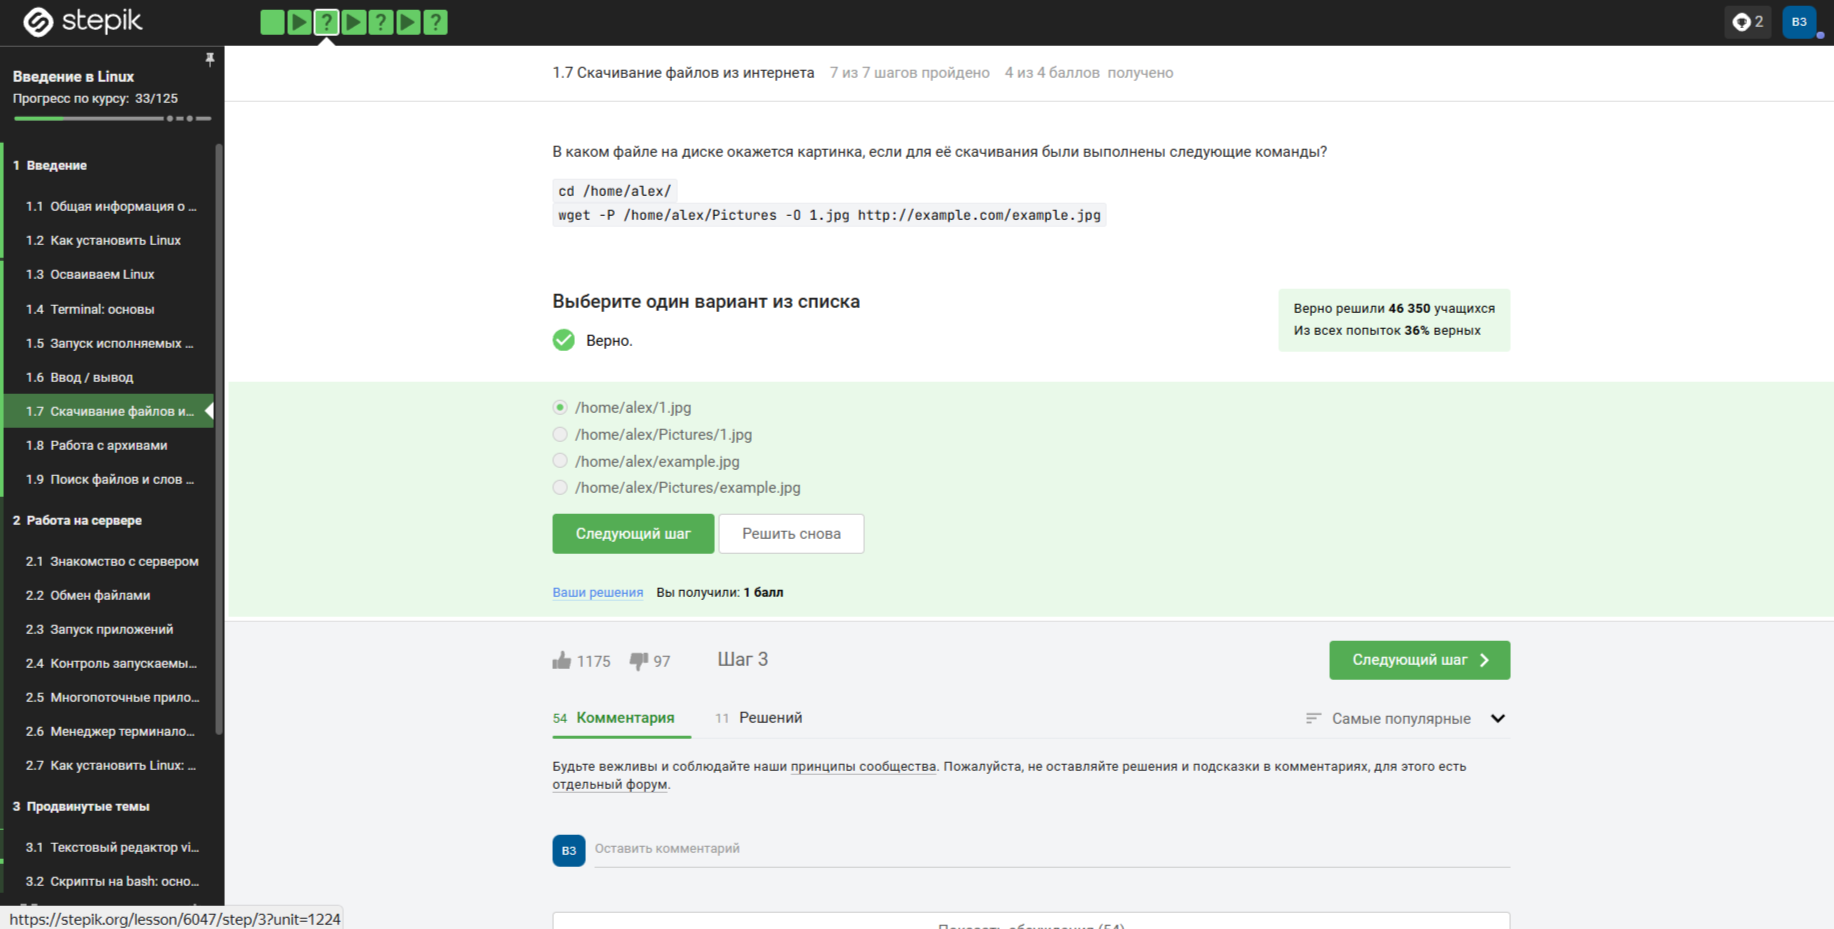 stepik
2
ВЗ
Введение в Linux
Прогресс по курсу: 33/125
1 Введение
1.1 Общая информация о ...
1.2 Как установить Linux
1.3 Осваиваем Linux
1.4 Terminal: основы
1.5 Запуск исполняемых ...
1.6 Ввод / вывод
1.7 Скачивание файлов и...
1.8 Работа с архивами
1.9 Поиск файлов и слов ...
2 Работа на сервере
2.1 Знакомство с сервером
2.2 Обмен файлами
2.3 Запуск приложений
2.4 Контроль запускаемы...
2.5 Многопоточные прило...
2.6 Менеджер терминало...
2.7 Как установить Linux: ...
3 Продвинутые темы
3.1 Текстовый редактор vi...
3.2 Скрипты на bash: осно...
https://stepik.org/lesson/6047/step/3?unit=1224
1.7 Скачивание файлов из интернета 7 из 7 шагов пройдено 4 из 4 баллов получено
В каком файле на диске окажется картинка, если для её скачивания были выполнены следующие команды?
cd /home/alex/
wget -P /home/alex/Pictures -O 1.jpg http://example.com/example.jpg
Выберите один вариант из списка
Верно.
Верно решили 46 350 учащихся
Из всех попыток 36% верных
/home/alex/1.jpg
/home/alex/Pictures/1.jpg
/home/alex/example.jpg
/home/alex/Pictures/example.jpg
Следующий шаг
Решить снова
Ваши решения Вы получили: 1 балл
1175 97 Шаг 3
Следующий шаг
54 Комментария 11 Решений
Самые популярные
Будьте вежливы и соблюдайте наши принципы сообщества. Пожалуйста, не оставляйте решения и подсказки в комментариях, для этого есть
отдельный форум.
ВЗ
Оставить комментарий